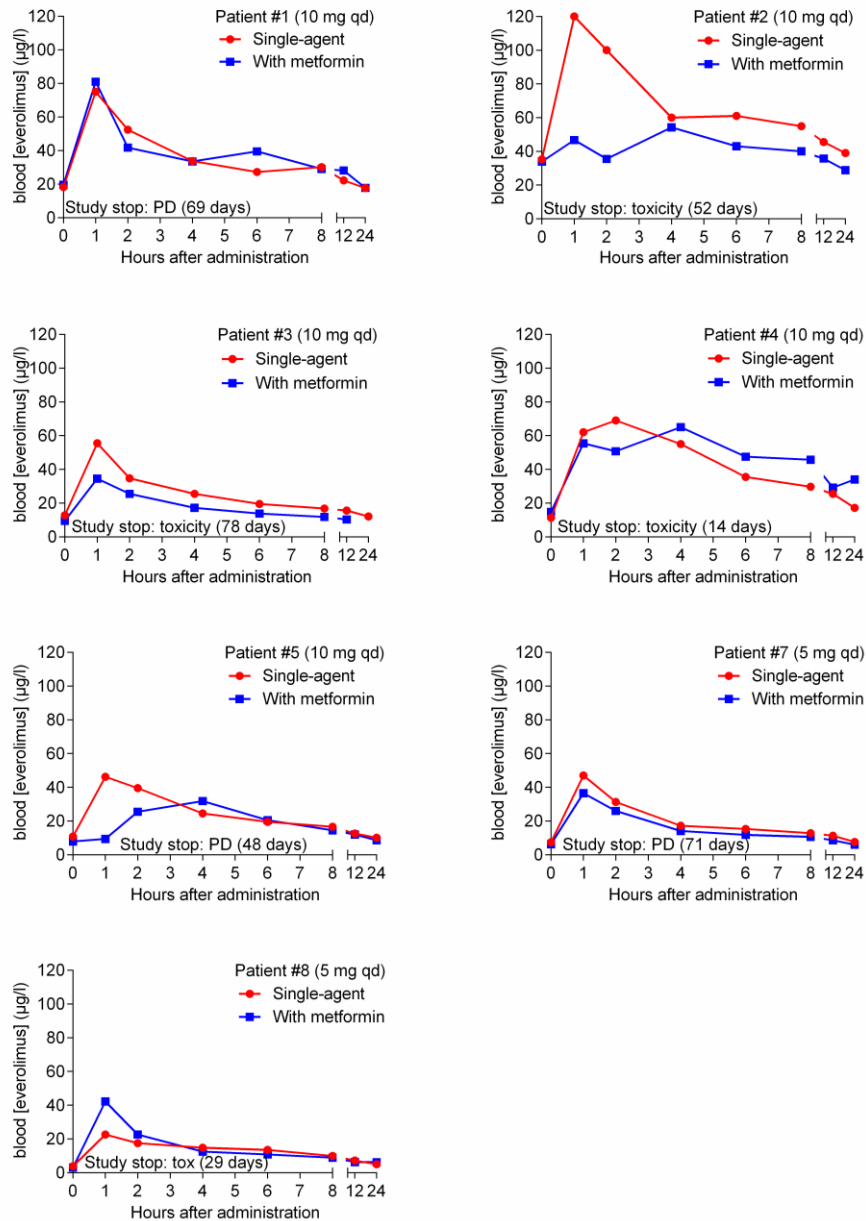 Patient #1 (10 mg qd)
Single-agent
With metformin
blood [everolimus] (µg/l)
120
100
80
60
40
20
0
Study stop: PD (69 days)
0 1 2 3 4 5 6 7 8 12 24
Hours after administration
Patient #2 (10 mg qd)
Single-agent
With metformin
blood [everolimus] (µg/l)
120
100
80
60
40
20
0
Study stop: toxicity (52 days)
0 1 2 3 4 5 6 7 8 12 24
Hours after administration
Patient #3 (10 mg qd)
Single-agent
With metformin
blood [everolimus] (µg/l)
120
100
80
60
40
20
0
Study stop: toxicity (78 days)
0 1 2 3 4 5 6 7 8 12 24
Hours after administration
Patient #4 (10 mg qd)
Single-agent
With metformin
blood [everolimus] (µg/l)
120
100
80
60
40
20
0
Study stop: toxicity (14 days)
0 1 2 3 4 5 6 7 8 12 24
Hours after administration
Patient #5 (10 mg qd)
Single-agent
With metformin
blood [everolimus] (µg/l)
120
100
80
60
40
20
0
Study stop: PD (48 days)
0 1 2 3 4 5 6 7 8 12 24
Hours after administration
Patient #7 (5 mg qd)
Single-agent
With metformin
blood [everolimus] (µg/l)
120
100
80
60
40
20
0
Study stop: PD (71 days)
0 1 2 3 4 5 6 7 8 12 24
Hours after administration
Patient #8 (5 mg qd)
Single-agent
With metformin
blood [everolimus] (µg/l)
120
100
80
60
40
20
0
Study stop: tox (29 days)
0 1 2 3 4 5 6 7 8 12 24
Hours after administration